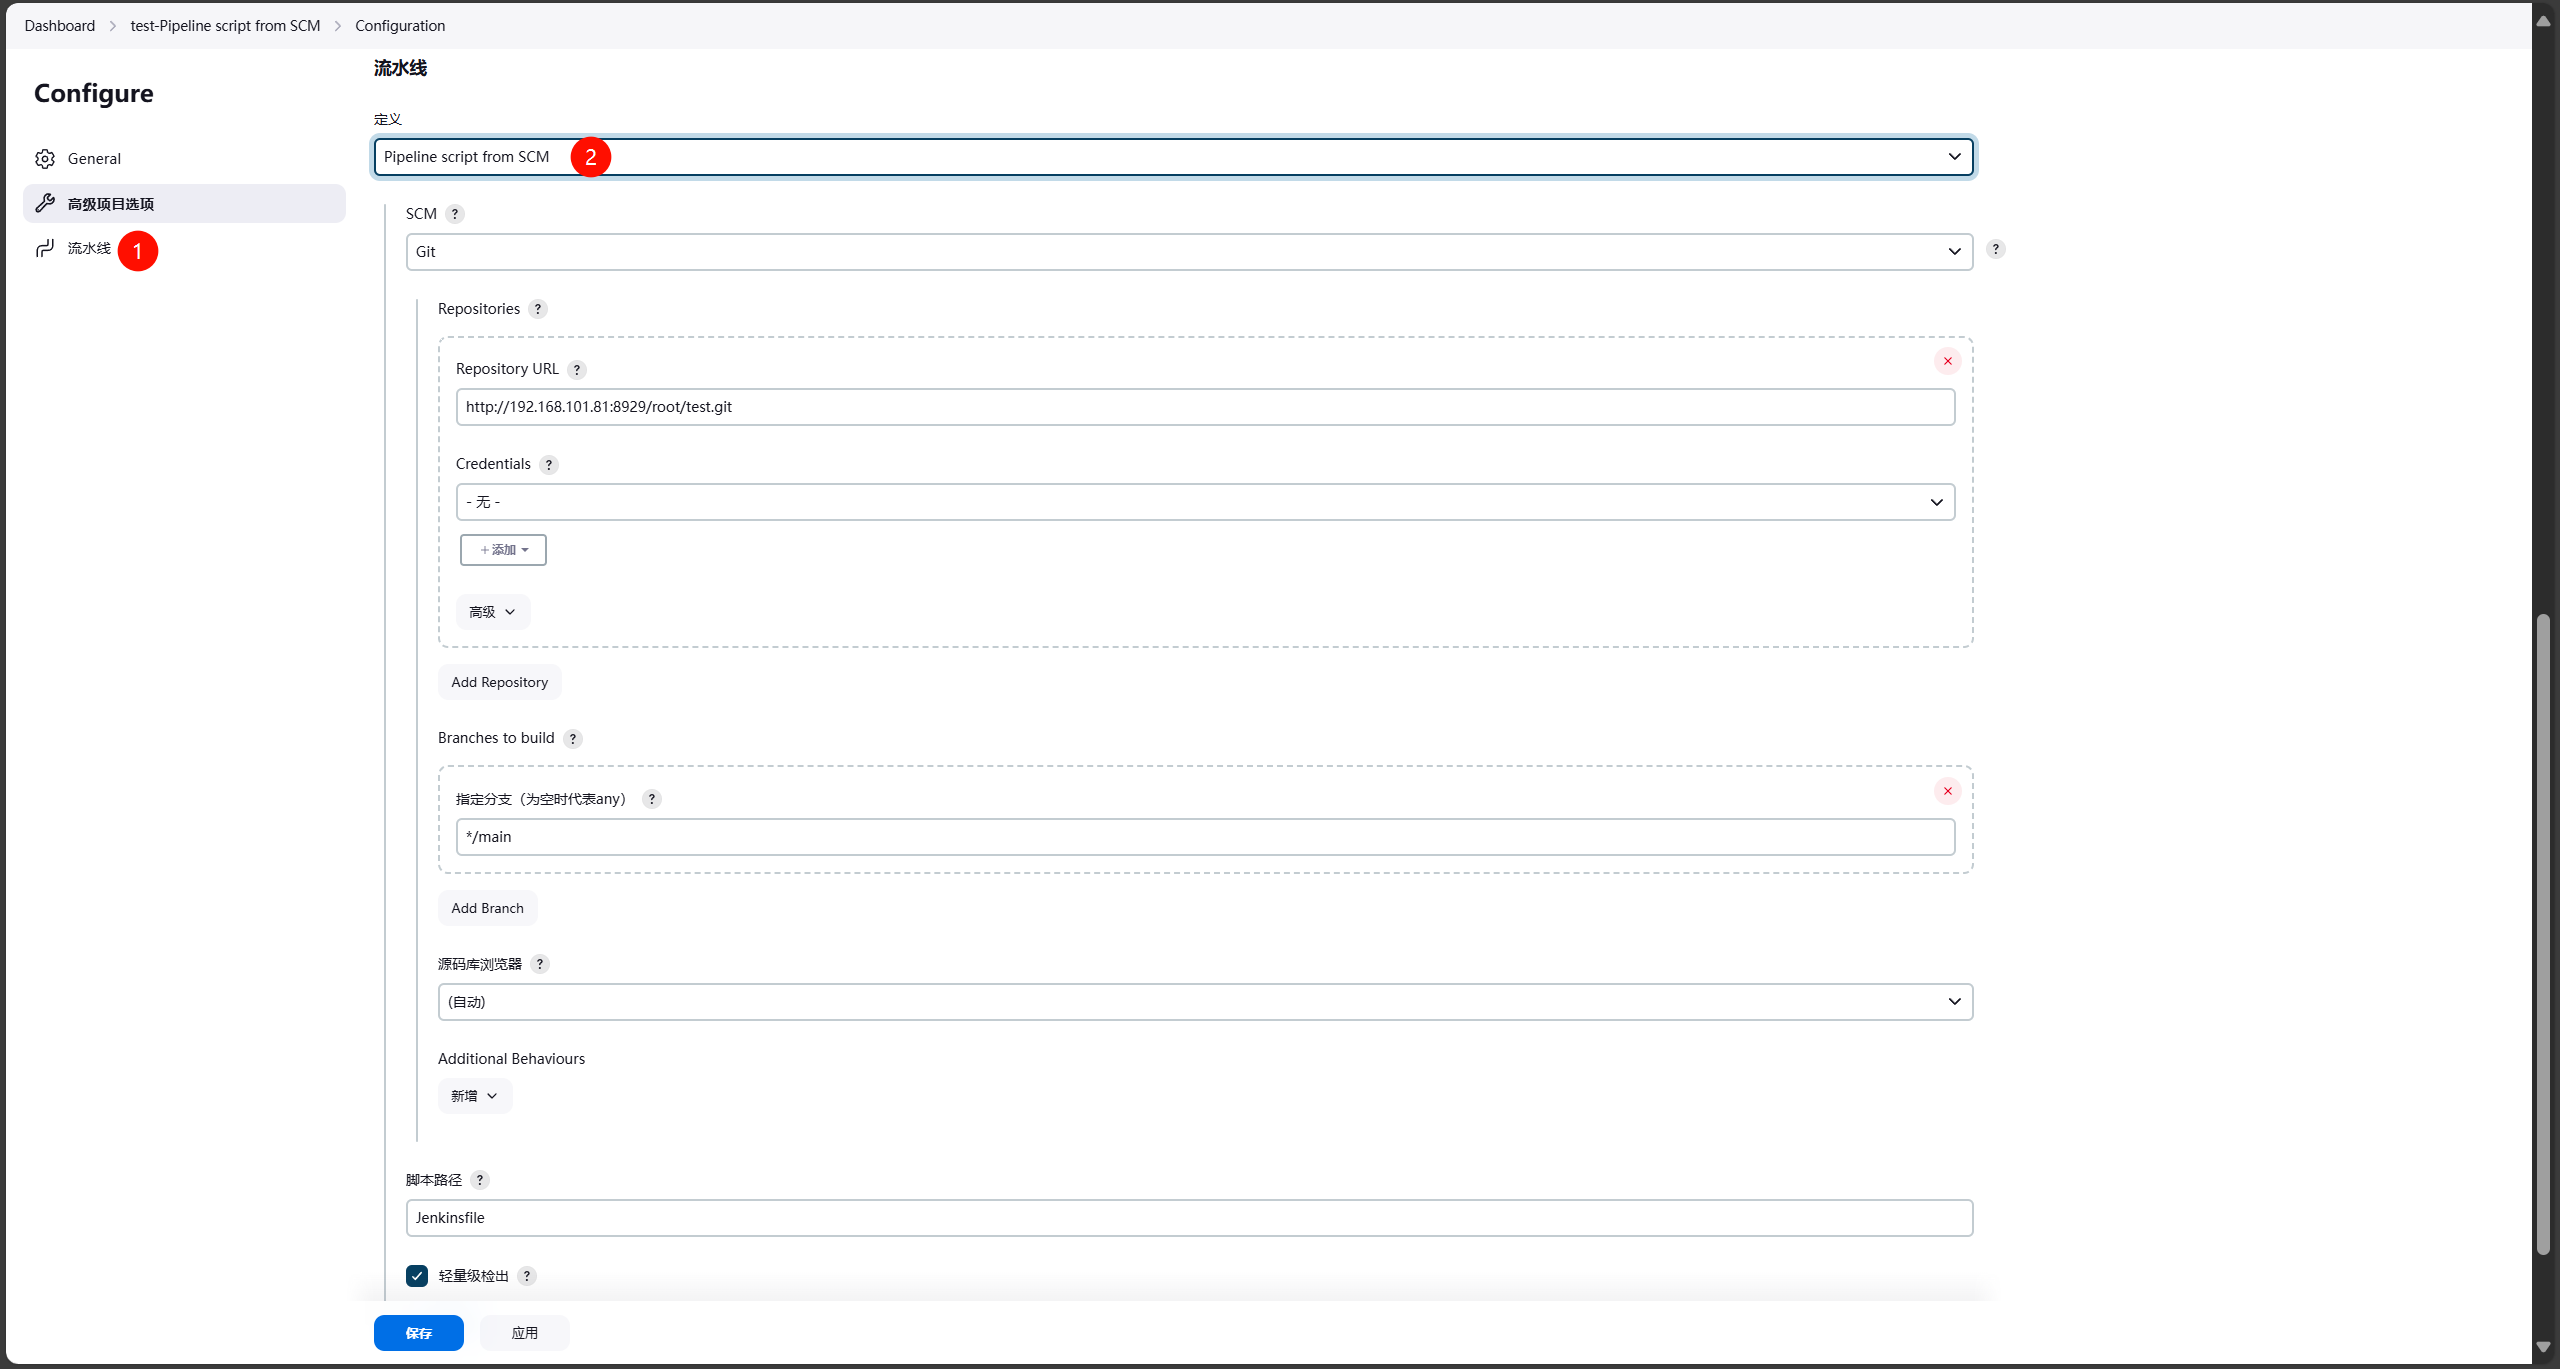 Dashboard > test-Pipeline script from SCM > Configuration
Configure
General
高级项目选项
流水线 1
流水线
定义
Pipeline script from SCM 2
SCM ?
Git
?
Repositories ?
Repository URL ?
http://192.168.101.81:8929/root/test.git
Credentials ?
- 无 -
+添加
高级
Add Repository
Branches to build ?
指定分支（为空时代表any） ?
*/main
Add Branch
源码库浏览器 ?
(自动)
Additional Behaviours
新增
脚本路径 ?
Jenkinsfile
轻量级检出 ?
保存 应用